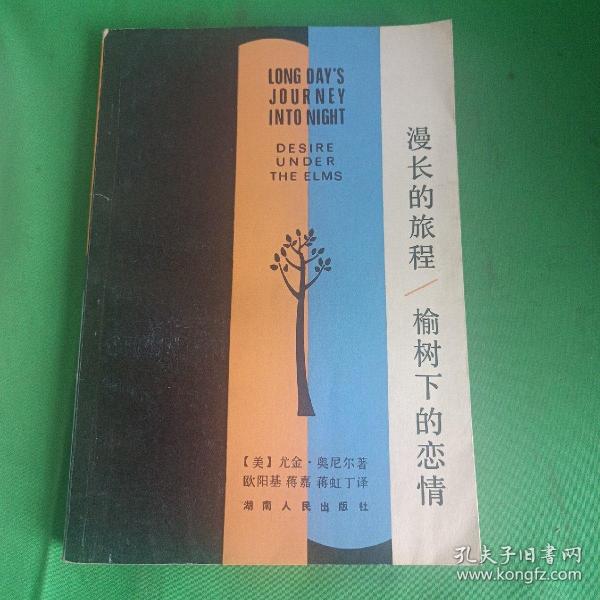 LONG DAY'S
JOURNEY
INTO NIGHT
DESIRE
UNDER
THE ELMS
漫长的旅程/榆树下的恋情
【美】尤金·奥尼尔著
欧阳基 蒋嘉 蒋虹丁译
湖南人民出版社
孔夫子旧书网
www.kongfz.com